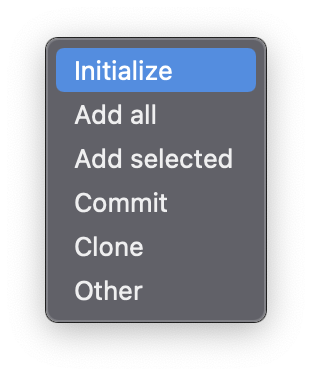 Initialize
Add all
Add selected
Commit
Clone
Other